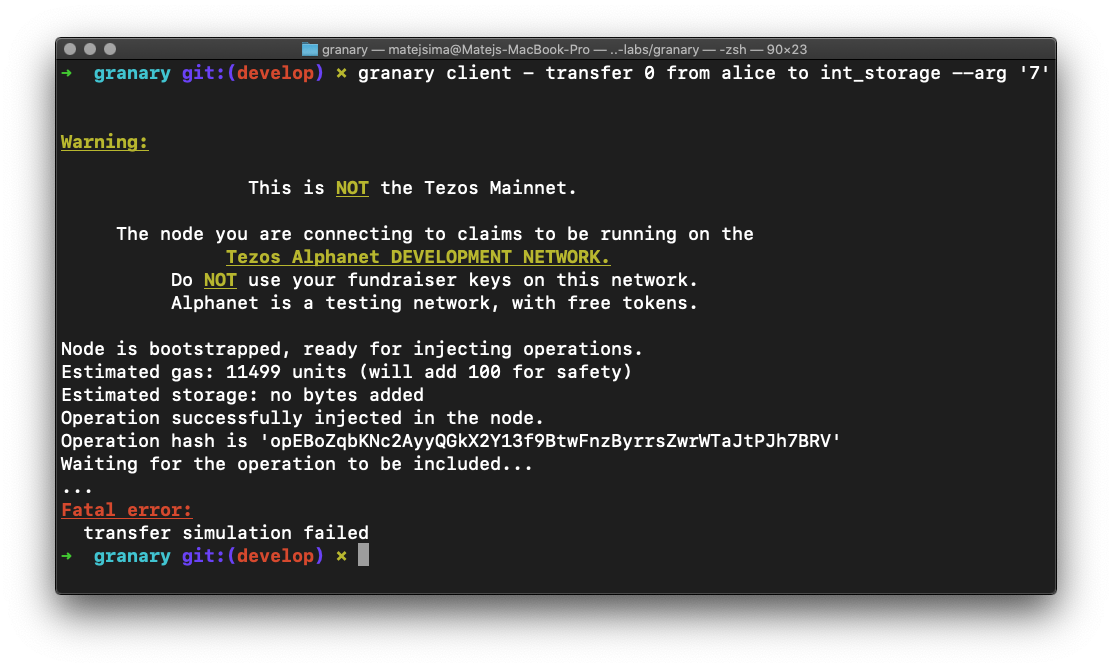 granary — matejsima@Matejs-MacBook-Pro — ..-labs/granary — -zsh — 90×23
➜ granary git:(develop) ✗ granary client - transfer 0 from alice to int_storage --arg '7'
Warning:
This is NOT the Tezos Mainnet.
The node you are connecting to claims to be running on the
Tezos Alphanet DEVELOPMENT NETWORK.
Do NOT use your fundraiser keys on this network.
Alphanet is a testing network, with free tokens.
Node is bootstrapped, ready for injecting operations.
Estimated gas: 11499 units (will add 100 for safety)
Estimated storage: no bytes added
Operation successfully injected in the node.
Operation hash is 'opEBoZqbKNc2AyyQGkX2Y13f9BtwFnzByrrsZwrWTaJtPJh7BRV'
Waiting for the operation to be included...
...
Fatal error:
transfer simulation failed
➜ granary git:(develop) ✗